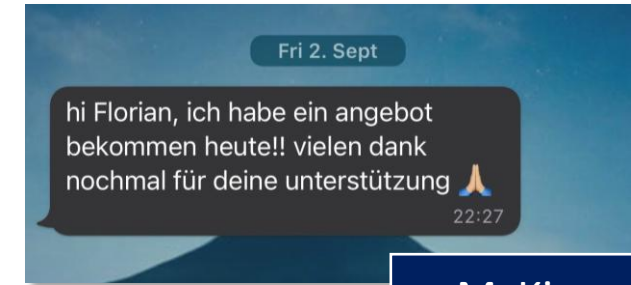 Fri 2. Sept
hi Florian, ich habe ein angebot
bekommen heute!! vielen dank
nochmal für deine unterstützung 🙏🏼
22:27